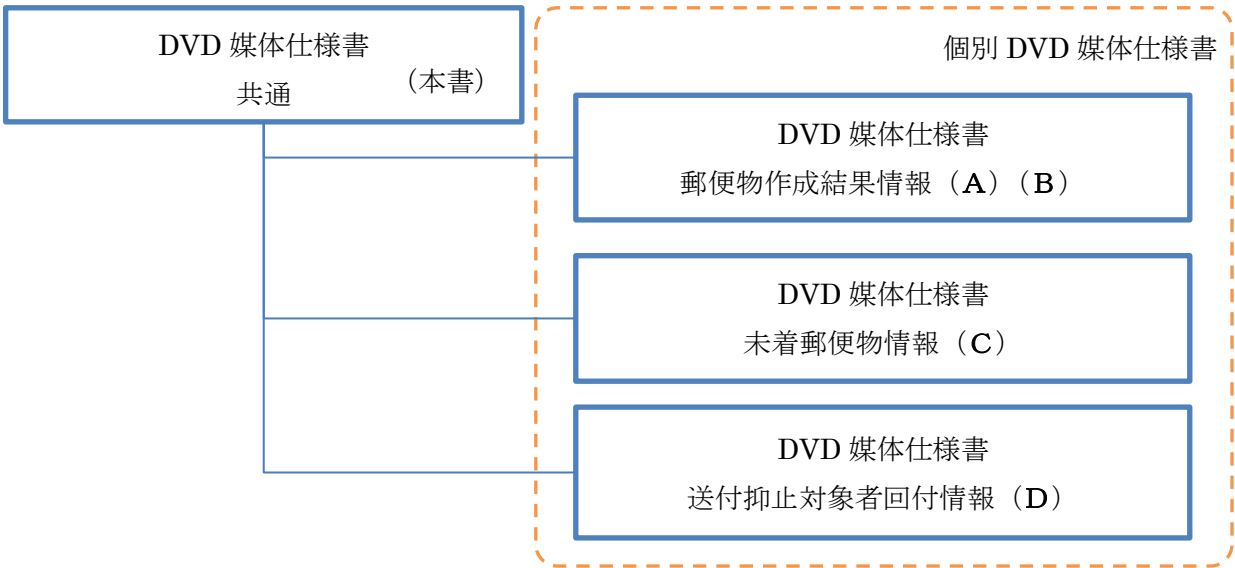 DVD 媒体仕様書
共通
（本書）
個別 DVD 媒体仕様書
DVD 媒体仕様書
郵便物作成結果情報（A）（B）
DVD 媒体仕様書
未着郵便物情報（C）
DVD 媒体仕様書
送付抑止対象者回付情報（D）